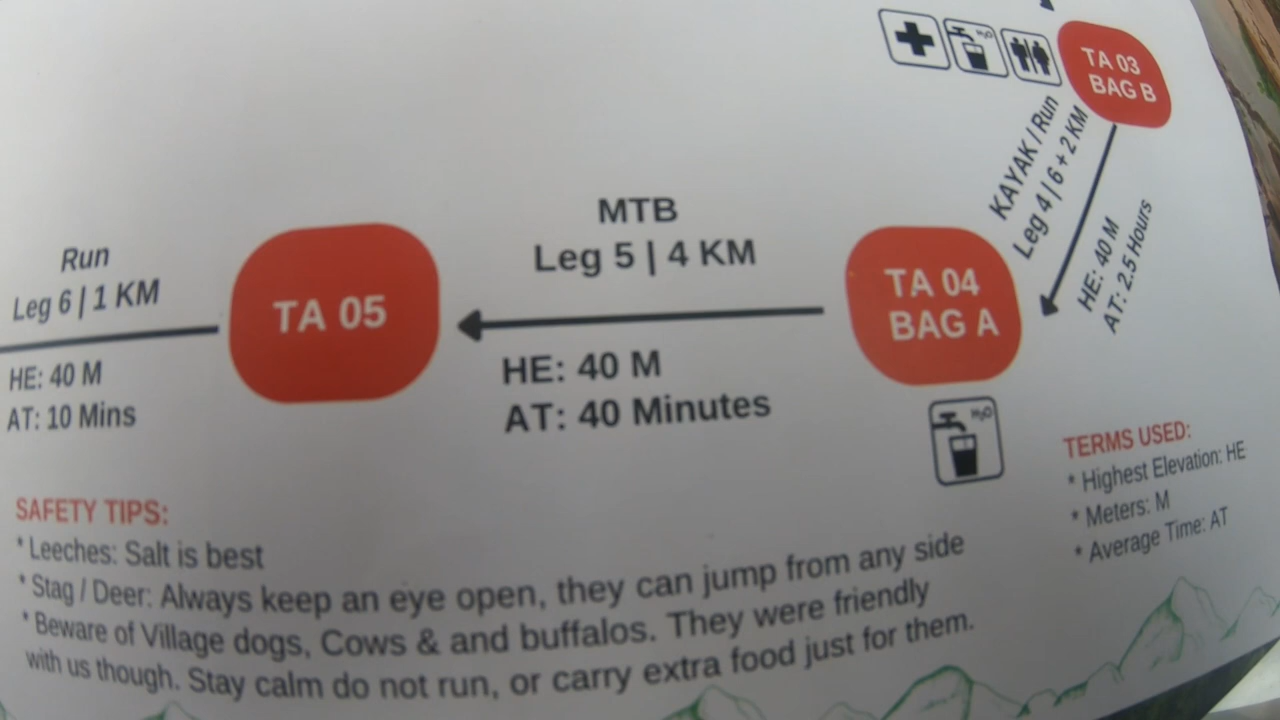 H₂O
TA 03
BAG B
KAYAK / Run
Leg 4 | 6 + 2 KM
HE: 40 M
AT: 2.5 Hours
TA 04
BAG A
H₂O
MTB
Leg 5 | 4 KM
HE: 40 M
AT: 40 Minutes
TA 05
Run
Leg 6 | 1 KM
HE: 40 M
AT: 10 Mins
TERMS USED:
* Highest Elevation: HE
* Meters: M
* Average Time: AT
SAFETY TIPS:
* Leeches: Salt is best
* Stag / Deer: Always keep an eye open, they can jump from any side
* Beware of Village dogs, Cows & and buffalos. They were friendly
with us though. Stay calm do not run, or carry extra food just for them.